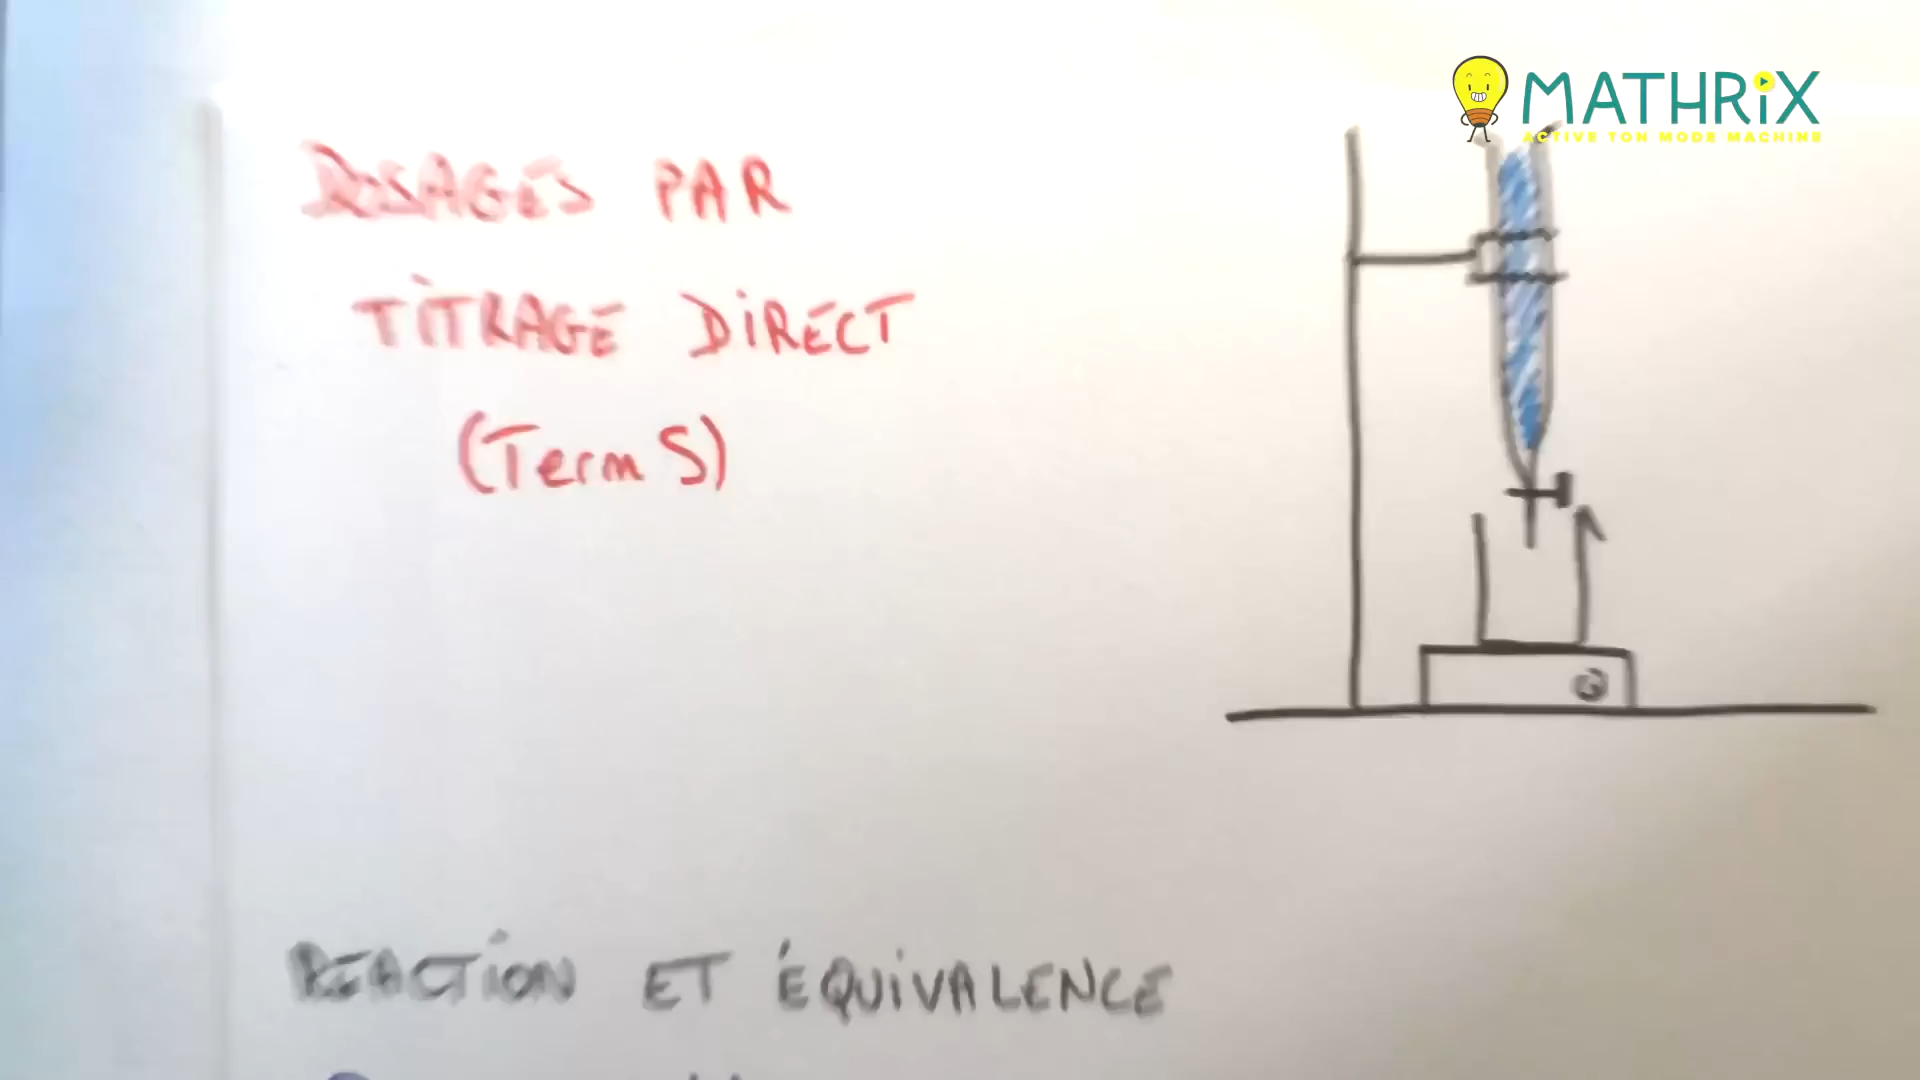 MATHRiX
ACTIVE TON MODE MACHINE
DOSAGES PAR
TITRAGE DIRECT
(Term S)
RÉACTION ET ÉQUIVALENCE